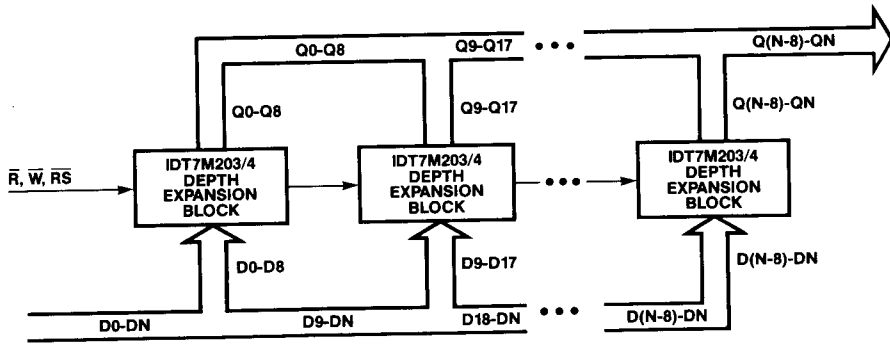 Q0-Q8
Q9-Q17
Q(N-8)-QN
Q0-Q8
Q9-Q17
Q(N-8)-QN
R̅, W̅, R̅S̅
IDT7M203/4
DEPTH
EXPANSION
BLOCK
IDT7M203/4
DEPTH
EXPANSION
BLOCK
IDT7M203/4
DEPTH
EXPANSION
BLOCK
D0-D8
D9-D17
D(N-8)-DN
D0-DN
D9-DN
D18-DN
D(N-8)-DN